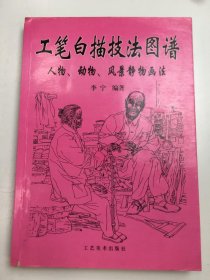 工笔白描技法图谱
人物、动物、风景静物画法
李宁 编著
工艺美术出版社